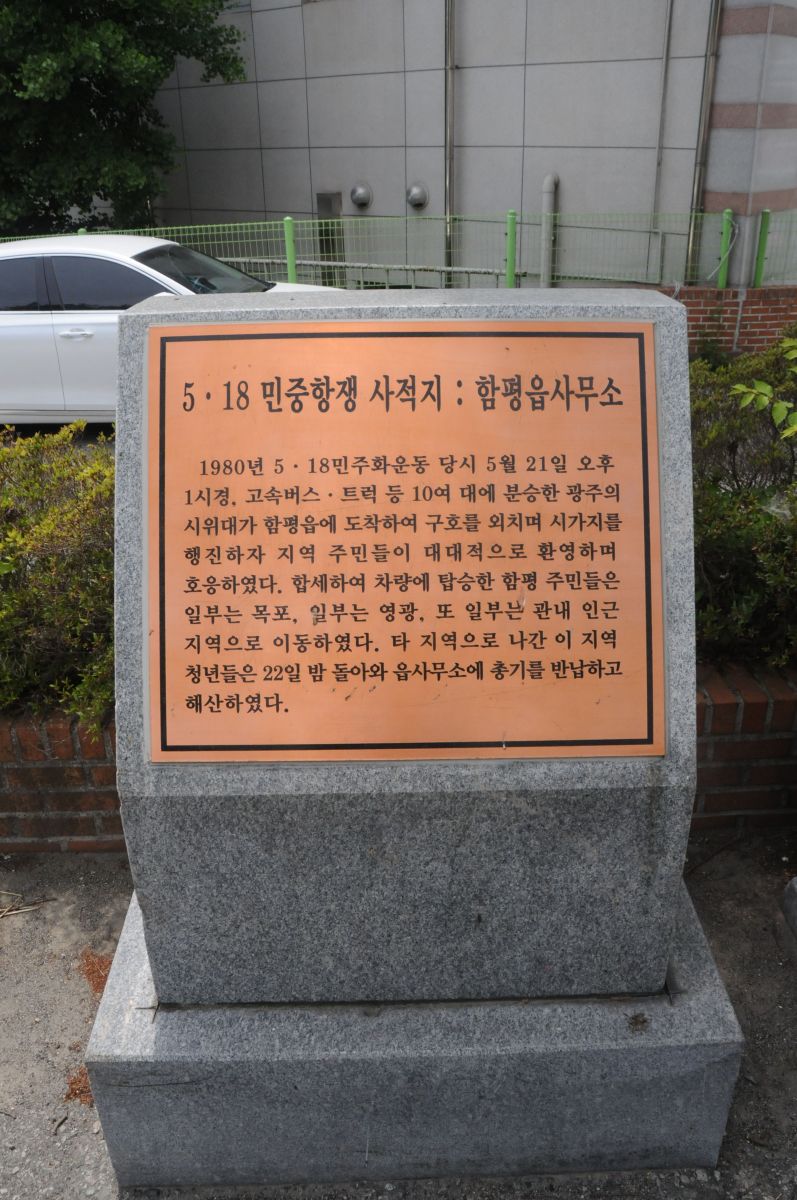 5·18 민중항쟁 사적지 : 함평읍사무소
1980년 5·18민주화운동 당시 5월 21일 오후
1시경, 고속버스·트럭 등 10여 대에 분승한 광주의
시위대가 함평읍에 도착하여 구호를 외치며 시가지를
행진하자 지역 주민들이 대대적으로 환영하며
호응하였다. 합세하여 차량에 탑승한 함평 주민들은
일부는 목포, 일부는 영광, 또 일부는 관내 인근
지역으로 이동하였다. 타 지역으로 나간 이 지역
청년들은 22일 밤 돌아와 읍사무소에 총기를 반납하고
해산하였다.